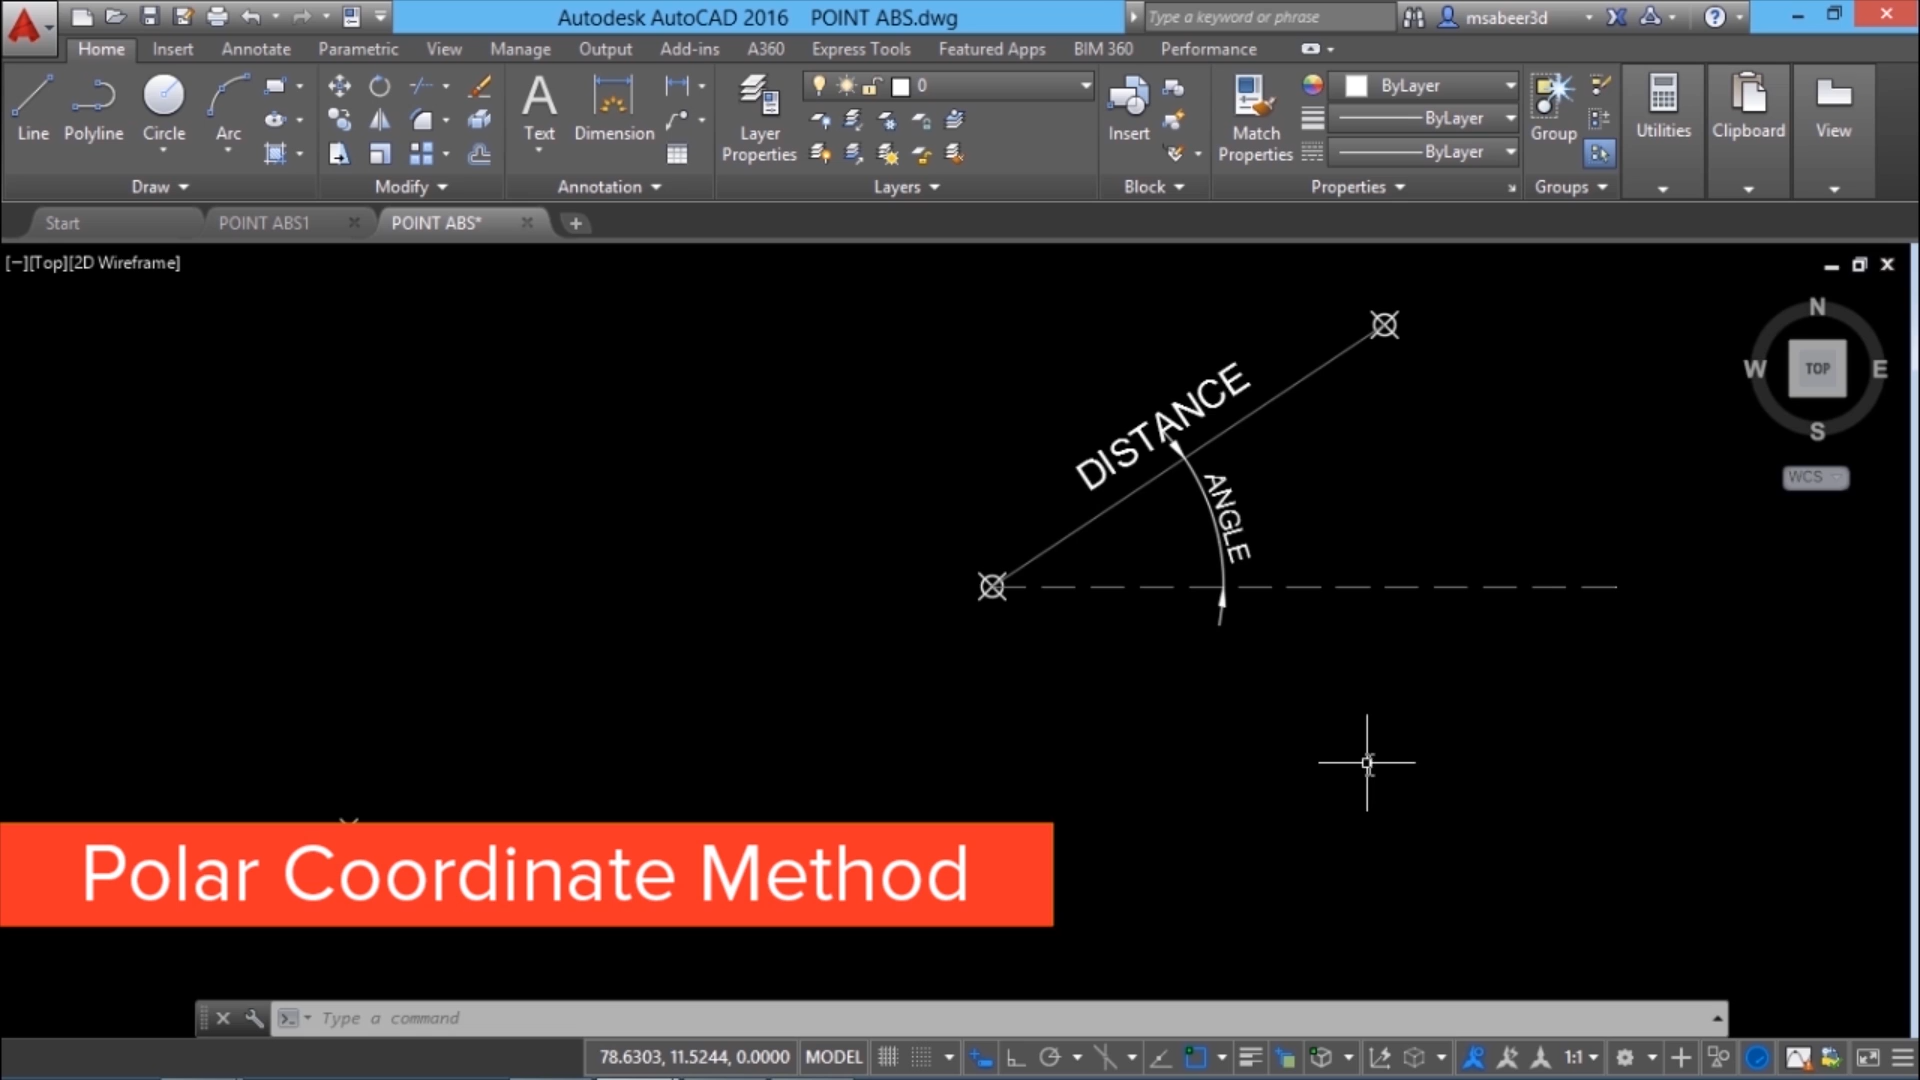 Autodesk AutoCAD 2016 POINT ABS.dwg
Type a keyword or phrase
msabeer3d
Home Insert Annotate Parametric View Manage Output Add-ins A360 Express Tools Featured Apps BIM 360 Performance
Line Polyline Circle Arc
Text Dimension
Layer Properties
0
Insert
Match Properties
ByLayer
ByLayer
ByLayer
Group
Utilities Clipboard View
Draw Modify Annotation Layers Block Properties Groups
Start POINT ABS1 POINT ABS*
[−][Top][2D Wireframe]
N
W TOP E
S
WCS
DISTANCE
ANGLE
Polar Coordinate Method
Type a command
78.6303, 11.5244, 0.0000 MODEL 1:1